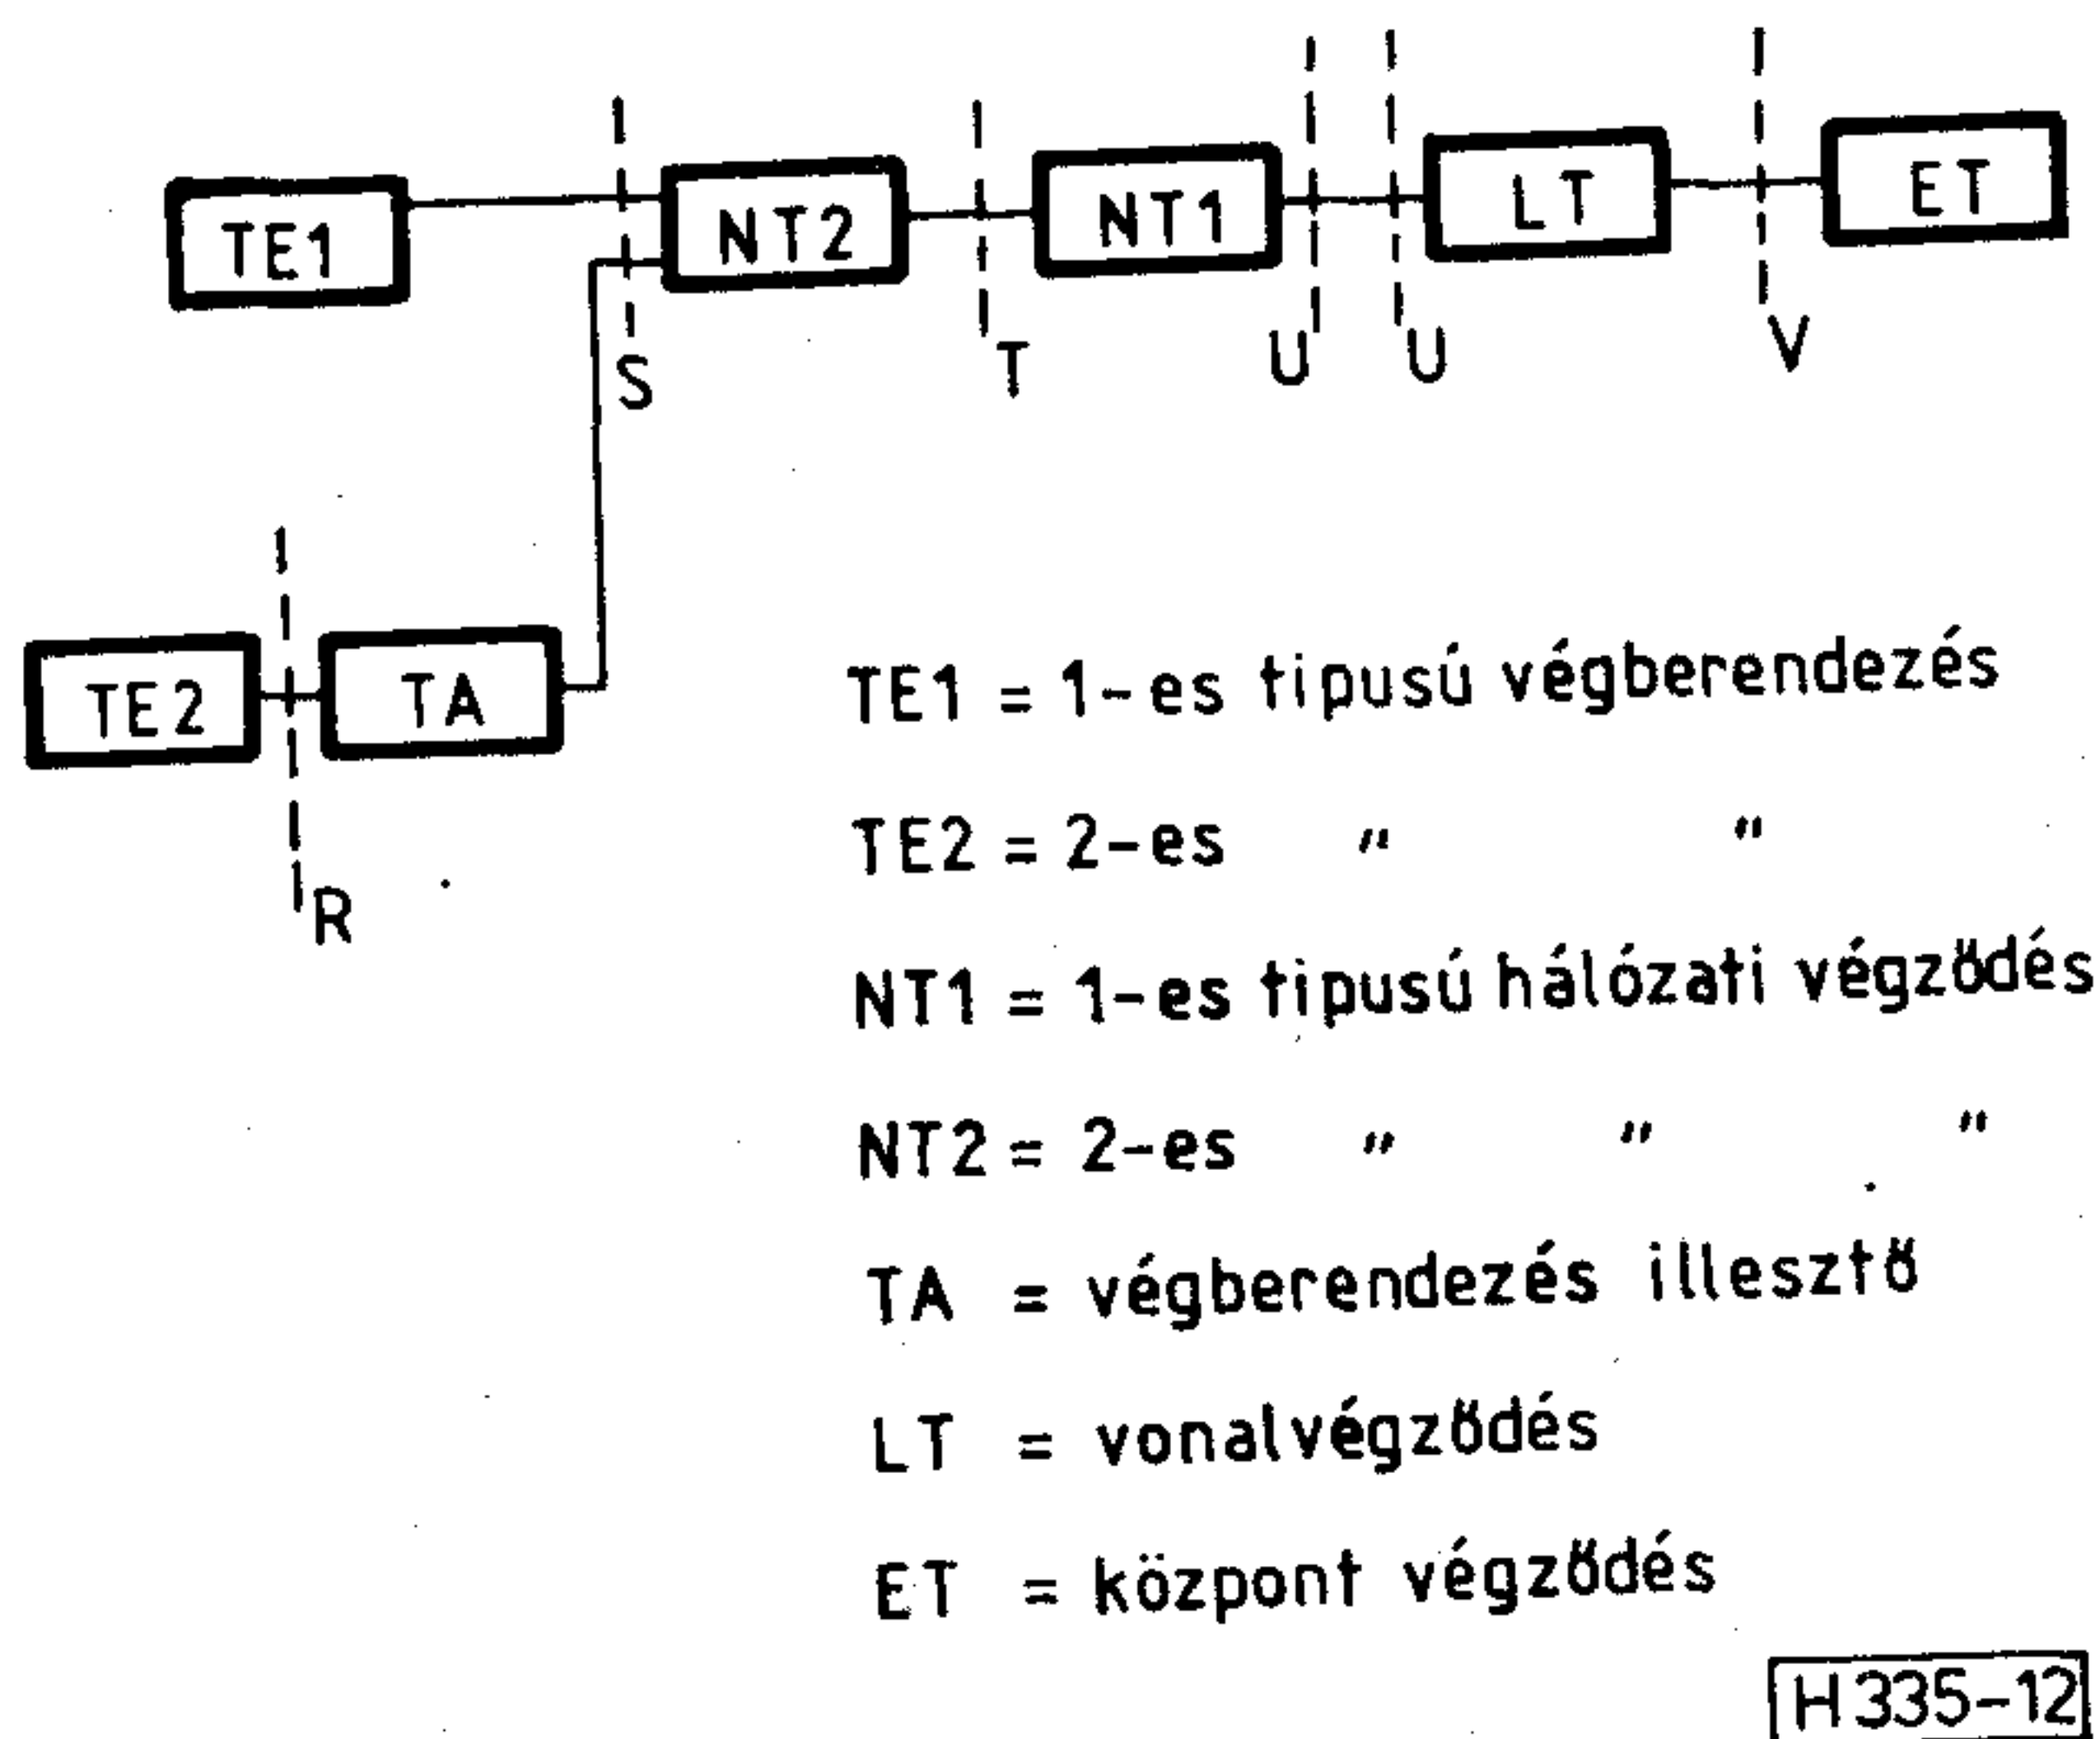 TE1
NT2
NT1
LT
ET
S
T
U
U
V
TE2
TA
R
TE1 = 1-es tipusú végberendezés
TE2 = 2-es " "
NT1 = 1-es tipusú hálózati végződés
NT2 = 2-es " " "
TA = végberendezés illesztő
LT = vonalvégződés
ET = központ végződés
H335-12